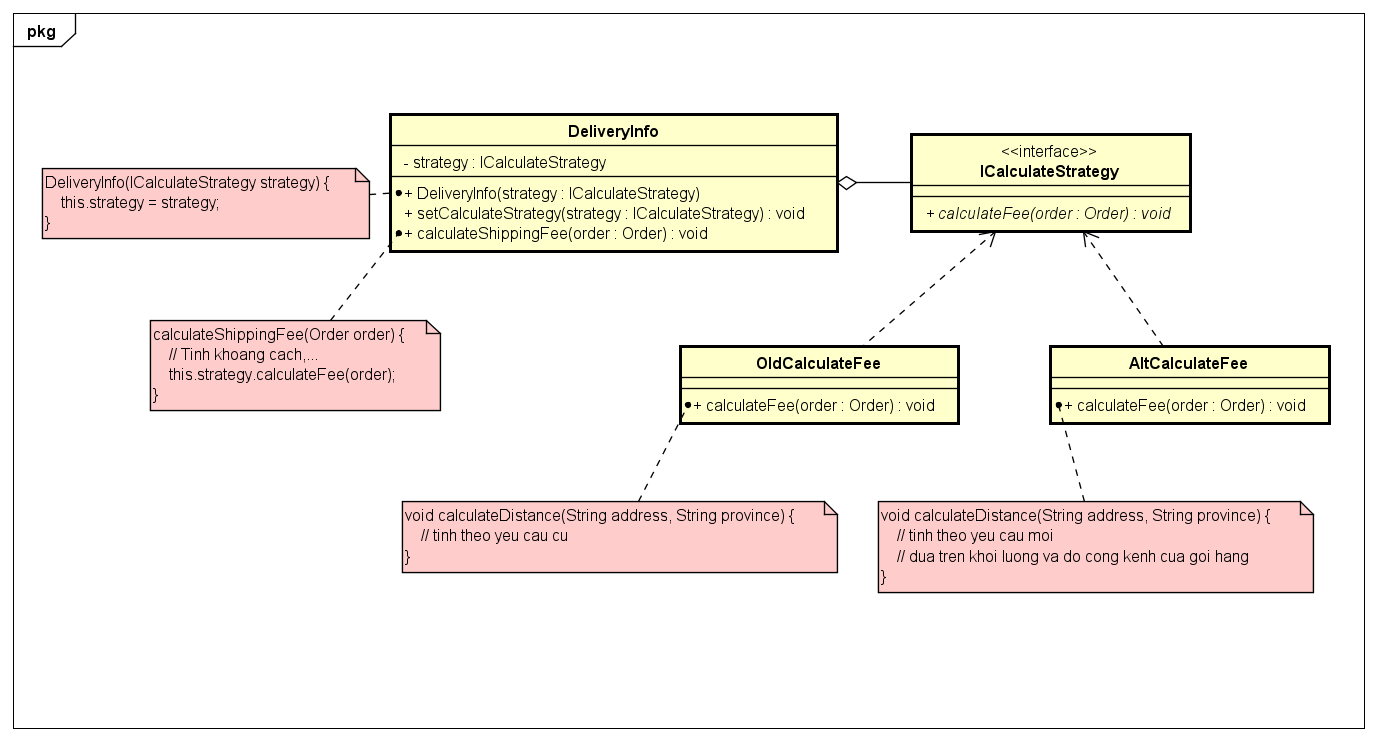 pkg
DeliveryInfo
- strategy : ICalculateStrategy
+ DeliveryInfo(strategy : ICalculateStrategy)
+ setCalculateStrategy(strategy : ICalculateStrategy) : void
+ calculateShippingFee(order : Order) : void
<<interface>>
ICalculateStrategy
+ calculateFee(order : Order) : void
DeliveryInfo(ICalculateStrategy strategy) {
this.strategy = strategy;
}
calculateShippingFee(Order order) {
// Tinh khoang cach,...
this.strategy.calculateFee(order);
}
OldCalculateFee
+ calculateFee(order : Order) : void
AltCalculateFee
+ calculateFee(order : Order) : void
void calculateDistance(String address, String province) {
// tinh theo yeu cau cu
}
void calculateDistance(String address, String province) {
// tinh theo yeu cau moi
// dua tren khoi luong va do cong kenh cua goi hang
}